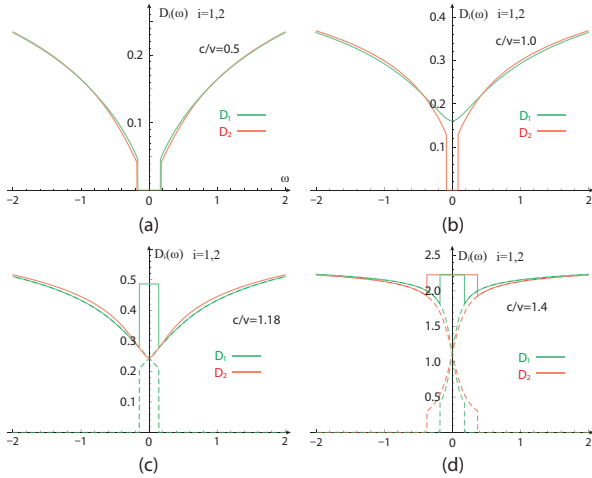 Dᵢ(ω) i=1,2
c/v=0.5
0.2
0.1
D₁
D₂
ω
−2 −1 0 1 2
(a)
Dᵢ(ω) i=1,2
0.4
c/v=1.0
0.3
0.2
0.1
D₁
D₂
−2 −1 0 1 2
(b)
Dᵢ(ω) i=1,2
0.5
0.4
c/v=1.18
0.3
0.2
D₁
D₂
0.1
−2 −1 0 1 2
(c)
Dᵢ(ω) i=1,2
2.5
2.0
c/v=1.4
1.5
1.0
D₁
D₂
0.5
−2 −1 0 1 2
(d)